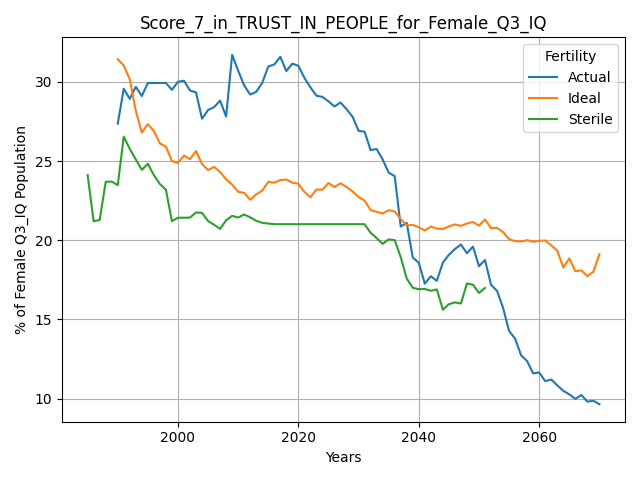 Score_7_in_TRUST_IN_PEOPLE_for_Female_Q3_IQ
Fertility
Actual
Ideal
Sterile
% of Female Q3_IQ Population
30
25
20
15
10
2000
2020
2040
2060
Years